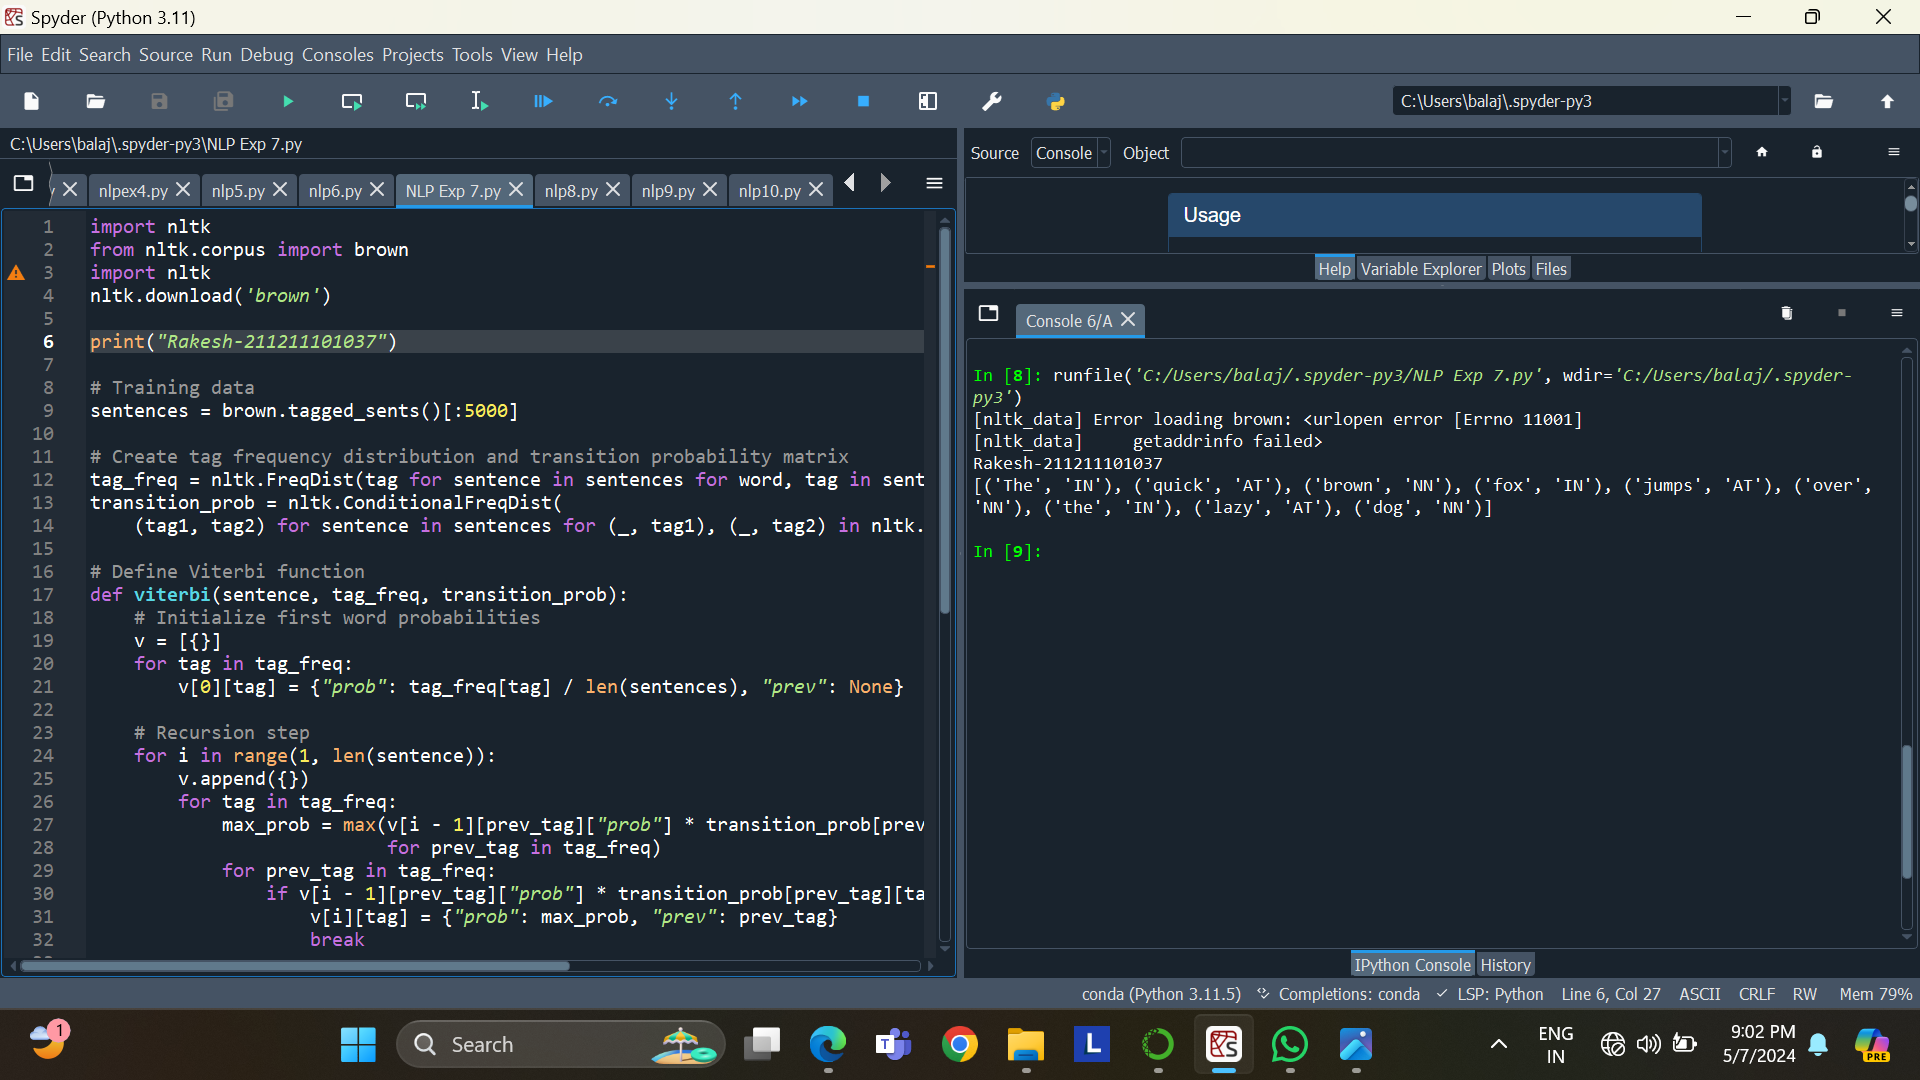 Spyder (Python 3.11)
File Edit Search Source Run Debug Consoles Projects Tools View Help
C:\Users\balaj\.spyder-py3
C:\Users\balaj\.spyder-py3\NLP Exp 7.py
nlpex4.py nlp5.py nlp6.py NLP Exp 7.py nlp8.py nlp9.py nlp10.py
1 import nltk
2 from nltk.corpus import brown
3 import nltk
4 nltk.download('brown')
5
6 print("Rakesh-211211101037")
7
8 # Training data
9 sentences = brown.tagged_sents()[:5000]
10
11 # Create tag frequency distribution and transition probability matrix
12 tag_freq = nltk.FreqDist(tag for sentence in sentences for word, tag in sent
13 transition_prob = nltk.ConditionalFreqDist(
14 (tag1, tag2) for sentence in sentences for (_, tag1), (_, tag2) in nltk.
15
16 # Define Viterbi function
17 def viterbi(sentence, tag_freq, transition_prob):
18 # Initialize first word probabilities
19 v = [{}]
20 for tag in tag_freq:
21 v[0][tag] = {"prob": tag_freq[tag] / len(sentences), "prev": None}
22
23 # Recursion step
24 for i in range(1, len(sentence)):
25 v.append({})
26 for tag in tag_freq:
27 max_prob = max(v[i - 1][prev_tag]["prob"] * transition_prob[prev
28 for prev_tag in tag_freq)
29 for prev_tag in tag_freq:
30 if v[i - 1][prev_tag]["prob"] * transition_prob[prev_tag][ta
31 v[i][tag] = {"prob": max_prob, "prev": prev_tag}
32 break
Source Console Object
Usage
Help Variable Explorer Plots Files
Console 6/A
In [8]: runfile('C:/Users/balaj/.spyder-py3/NLP Exp 7.py', wdir='C:/Users/balaj/.spyder-
py3')
[nltk_data] Error loading brown: <urlopen error [Errno 11001]
[nltk_data] getaddrinfo failed>
Rakesh-211211101037
[('The', 'IN'), ('quick', 'AT'), ('brown', 'NN'), ('fox', 'IN'), ('jumps', 'AT'), ('over',
'NN'), ('the', 'IN'), ('lazy', 'AT'), ('dog', 'NN')]
In [9]:
IPython Console History
conda (Python 3.11.5) Completions: conda LSP: Python Line 6, Col 27 ASCII CRLF RW Mem 79%
1
Search
T
L
ENG
IN
9:02 PM
5/7/2024
PRE